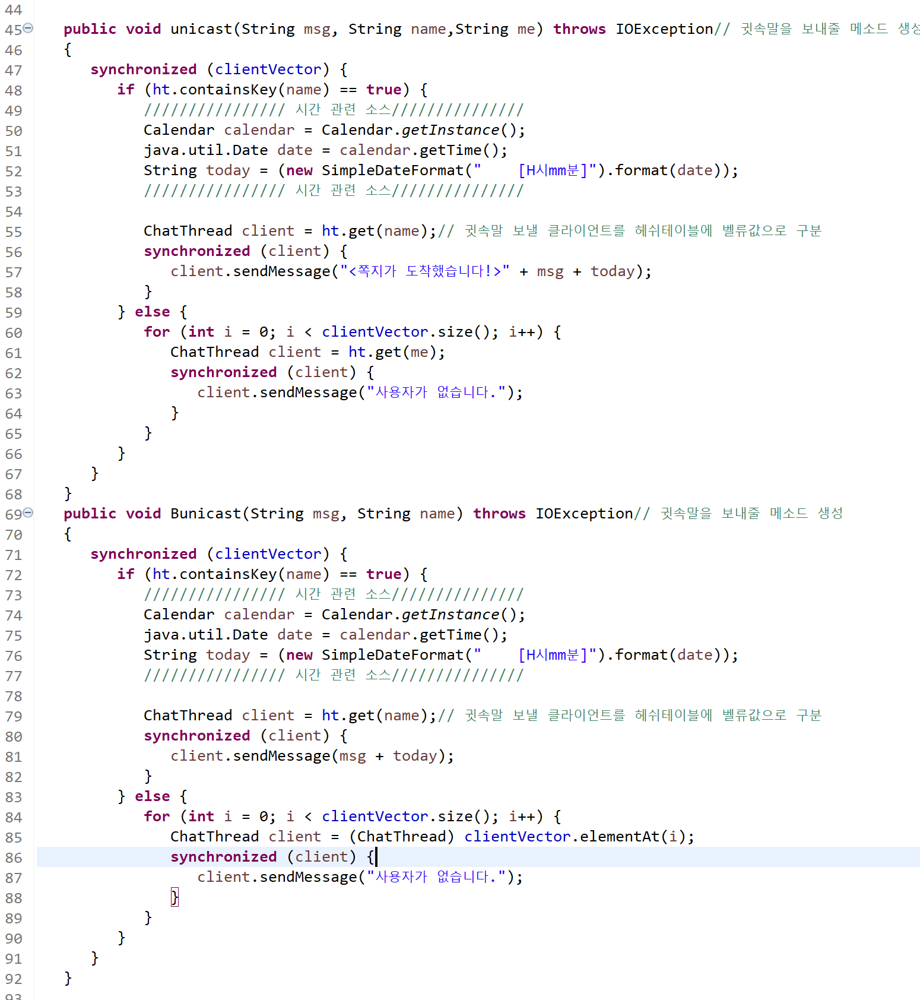 44
45 public void unicast(String msg, String name,String me) throws IOException// 귓속말을 보내줄 메소드 생성
46 {
47 synchronized (clientVector) {
48 if (ht.containsKey(name) == true) {
49 //////////////// 시간 관련 소스///////////////
50 Calendar calendar = Calendar.getInstance();
51 java.util.Date date = calendar.getTime();
52 String today = (new SimpleDateFormat("    [H시mm분]").format(date));
53 //////////////// 시간 관련 소스///////////////
54
55 ChatThread client = ht.get(name);// 귓속말 보낼 클라이언트를 헤쉬테이블에 벨류값으로 구분
56 synchronized (client) {
57 client.sendMessage("<쪽지가 도착했습니다!>" + msg + today);
58 }
59 } else {
60 for (int i = 0; i < clientVector.size(); i++) {
61 ChatThread client = ht.get(me);
62 synchronized (client) {
63 client.sendMessage("사용자가 없습니다.");
64 }
65 }
66 }
67 }
68 }
69 public void Bunicast(String msg, String name) throws IOException// 귓속말을 보내줄 메소드 생성
70 {
71 synchronized (clientVector) {
72 if (ht.containsKey(name) == true) {
73 //////////////// 시간 관련 소스///////////////
74 Calendar calendar = Calendar.getInstance();
75 java.util.Date date = calendar.getTime();
76 String today = (new SimpleDateFormat("    [H시mm분]").format(date));
77 //////////////// 시간 관련 소스///////////////
78
79 ChatThread client = ht.get(name);// 귓속말 보낼 클라이언트를 헤쉬테이블에 벨류값으로 구분
80 synchronized (client) {
81 client.sendMessage(msg + today);
82 }
83 } else {
84 for (int i = 0; i < clientVector.size(); i++) {
85 ChatThread client = (ChatThread) clientVector.elementAt(i);
86 synchronized (client) {
87 client.sendMessage("사용자가 없습니다.");
88 }
89 }
90 }
91 }
92 }
93